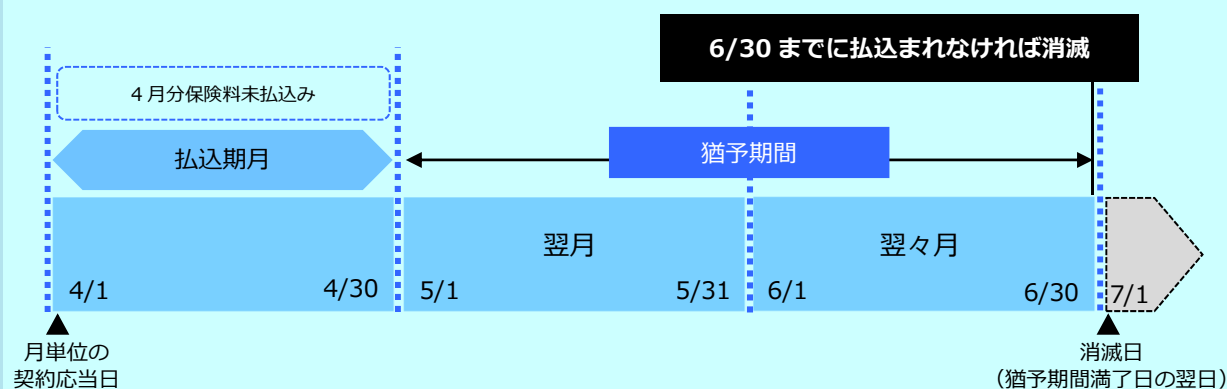 6/30 までに払込まれなければ消滅
4 月分保険料未払込み
払込期月
猶予期間
翌月
翌々月
4/1
4/30
5/1
5/31
6/1
6/30
7/1
月単位の
契約応当日
消滅日
（猶予期間満了日の翌日）